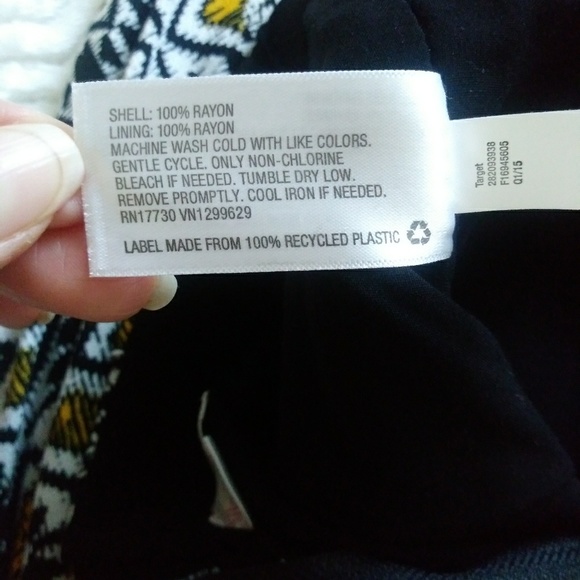 SHELL: 100% RAYON
LINING: 100% RAYON
MACHINE WASH COLD WITH LIKE COLORS.
GENTLE CYCLE. ONLY NON-CHLORINE
BLEACH IF NEEDED. TUMBLE DRY LOW.
REMOVE PROMPTLY. COOL IRON IF NEEDED.
RN17730 VN1299629
LABEL MADE FROM 100% RECYCLED PLASTIC
Target
282093938
F16945605
Q1/15